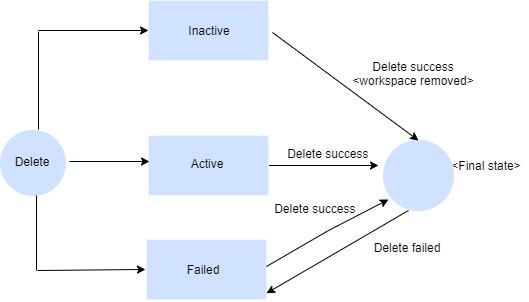 Inactive
Delete success
<workspace removed>
Delete
Active
Delete success
<Final state>
Delete success
Failed
Delete failed